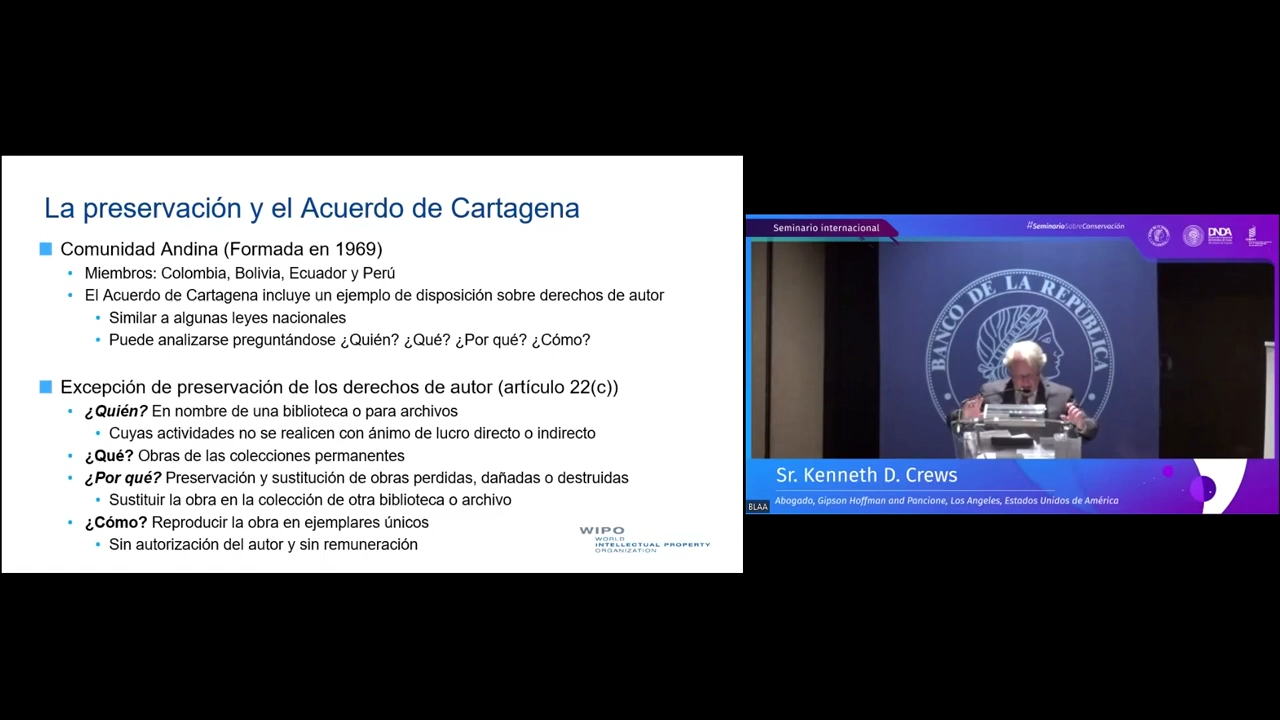 La preservación y el Acuerdo de Cartagena
Comunidad Andina (Formada en 1969)
Miembros: Colombia, Bolivia, Ecuador y Perú
El Acuerdo de Cartagena incluye un ejemplo de disposición sobre derechos de autor
Similar a algunas leyes nacionales
Puede analizarse preguntándose ¿Quién? ¿Qué? ¿Por qué? ¿Cómo?
Excepción de preservación de los derechos de autor (artículo 22(c))
¿Quién? En nombre de una biblioteca o para archivos
Cuyas actividades no se realicen con ánimo de lucro directo o indirecto
¿Qué? Obras de las colecciones permanentes
¿Por qué? Preservación y sustitución de obras perdidas, dañadas o destruidas
Sustituir la obra en la colección de otra biblioteca o archivo
¿Cómo? Reproducir la obra en ejemplares únicos
Sin autorización del autor y sin remuneración
WIPO
WORLD
INTELLECTUAL PROPERTY
ORGANIZATION
Seminario internacional
#SeminarioSobreConservación
DNDA
BANCO DE LA REPÚBLICA
Sr. Kenneth D. Crews
Abogado, Gipson Hoffman and Pancione, Los Angeles, Estados Unidos de América
BLAA